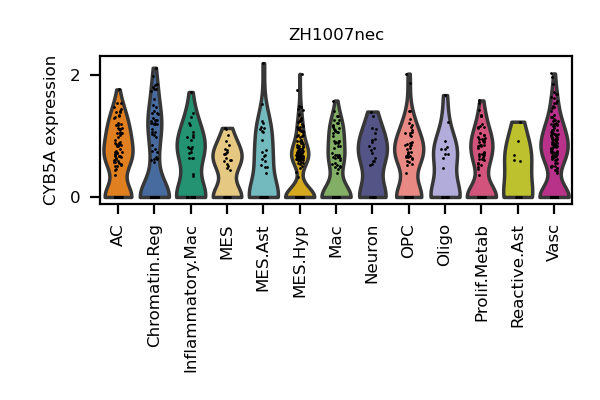 ZH1007nec
CYB5A expression
2
0
AC
Chromatin.Reg
Inflammatory.Mac
MES
MES.Ast
MES.Hyp
Mac
Neuron
OPC
Oligo
Prolif.Metab
Reactive.Ast
Vasc